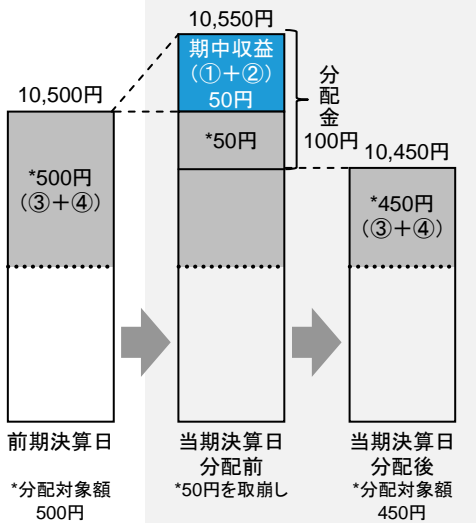 10,550円
期中収益
(①+②)
50円
分配金
100円
10,500円
*50円
10,450円
*500円
(③+④)
*450円
(③+④)
前期決算日
当期決算日
分配前
当期決算日
分配後
*分配対象額
500円
*50円を取崩し
*分配対象額
450円